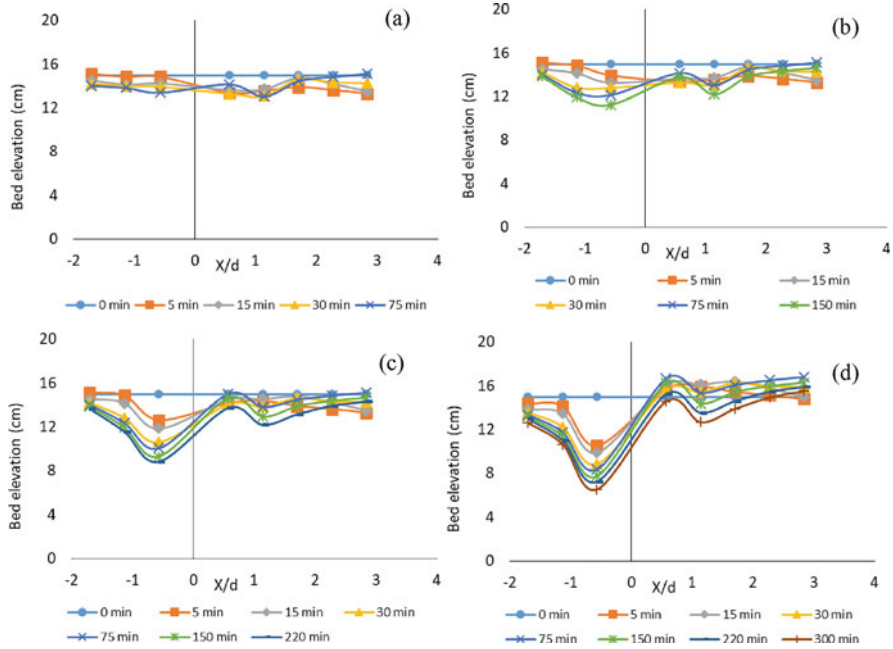 (a)
20
16
12
8
4
0
Bed elevation (cm)
-2 -1 0 1 2 3 4
X/d
0 min 5 min 15 min 30 min 75 min
(b)
20
16
12
8
4
0
Bed elevation (cm)
-2 -1 0 1 2 3 4
X/d
0 min 5 min 15 min
30 min 75 min 150 min
(c)
20
16
12
8
4
0
Bed elevation (cm)
-2 -1 0 1 2 3 4
X/d
0 min 5 min 15 min 30 min
75 min 150 min 220 min
(d)
20
16
12
8
4
0
Bed elevation (cm)
-2 -1 0 1 2 3 4
X/d
0 min 5 min 15 min 30 min
75 min 150 min 220 min 300 min